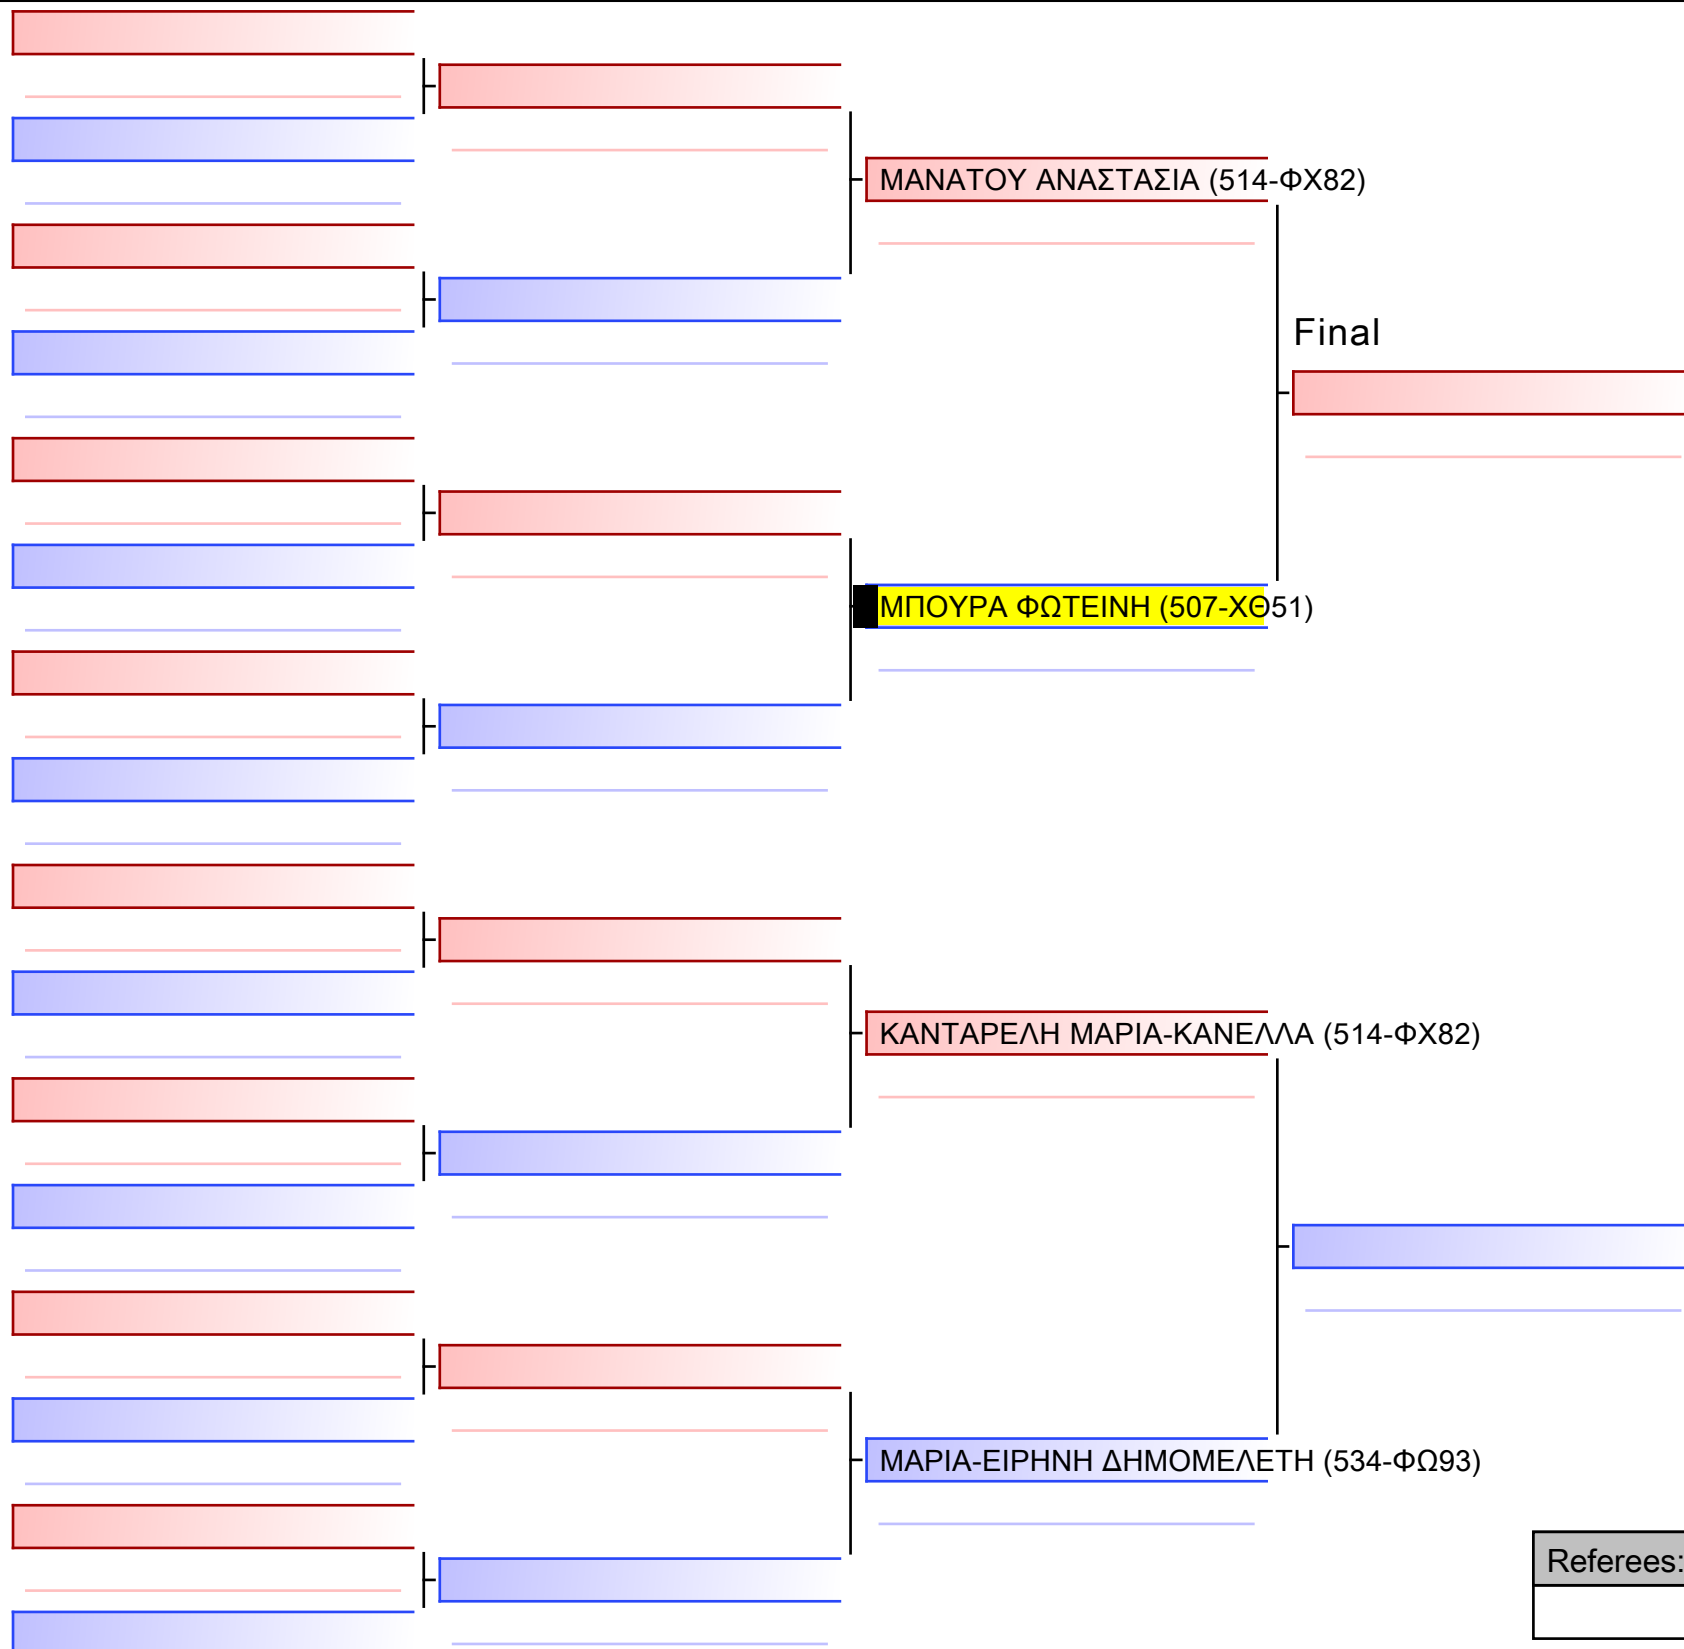 ΜΑΝΑΤΟΥ ΑΝΑΣΤΑΣΙΑ (514-ΦΧ82)
Final
ΜΠΟΥΡΑ ΦΩΤΕΙΝΗ (507-ΧΘ51)
ΚΑΝΤΑΡΕΛΗ ΜΑΡΙΑ-ΚΑΝΕΛΛΑ (514-ΦΧ82)
ΜΑΡΙΑ-ΕΙΡΗΝΗ ΔΗΜΟΜΕΛΕΤΗ (534-ΦΩ93)
Referees: